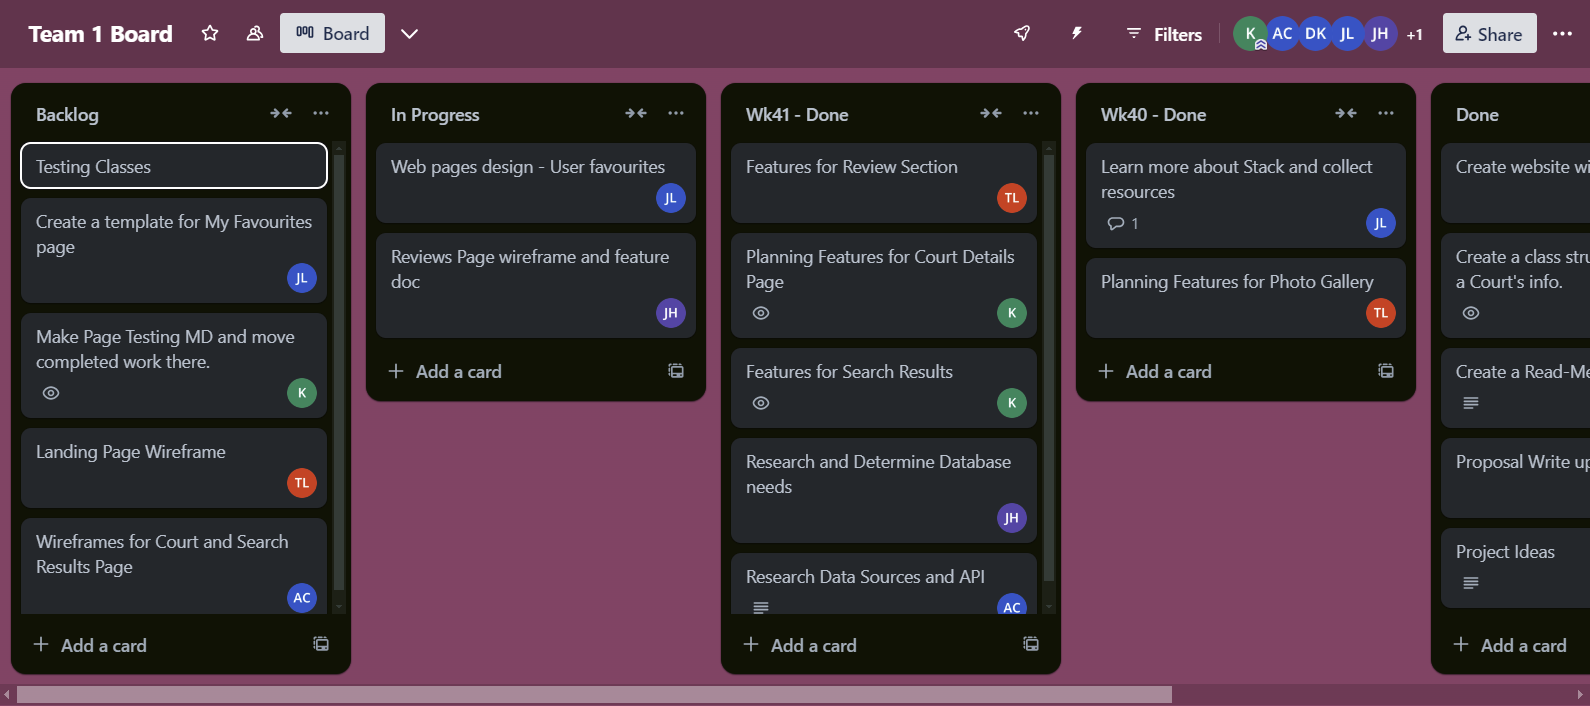 Team 1 Board
Board
Filters
K
AC
DK
JL
JH
+1
Share
Backlog
Testing Classes
Create a template for My Favourites
page
JL
Make Page Testing MD and move
completed work there.
K
Landing Page Wireframe
TL
Wireframes for Court and Search
Results Page
AC
Add a card
In Progress
Web pages design - User favourites
JL
Reviews Page wireframe and feature
doc
JH
Add a card
Wk41 - Done
Features for Review Section
TL
Planning Features for Court Details
Page
K
Features for Search Results
K
Research and Determine Database
needs
JH
Research Data Sources and API
AC
Add a card
Wk40 - Done
Learn more about Stack and collect
resources
1
JL
Planning Features for Photo Gallery
TL
Add a card
Done
Create website wi
Create a class stru
a Court's info.
Create a Read-Me
Proposal Write up
Project Ideas
Add a card